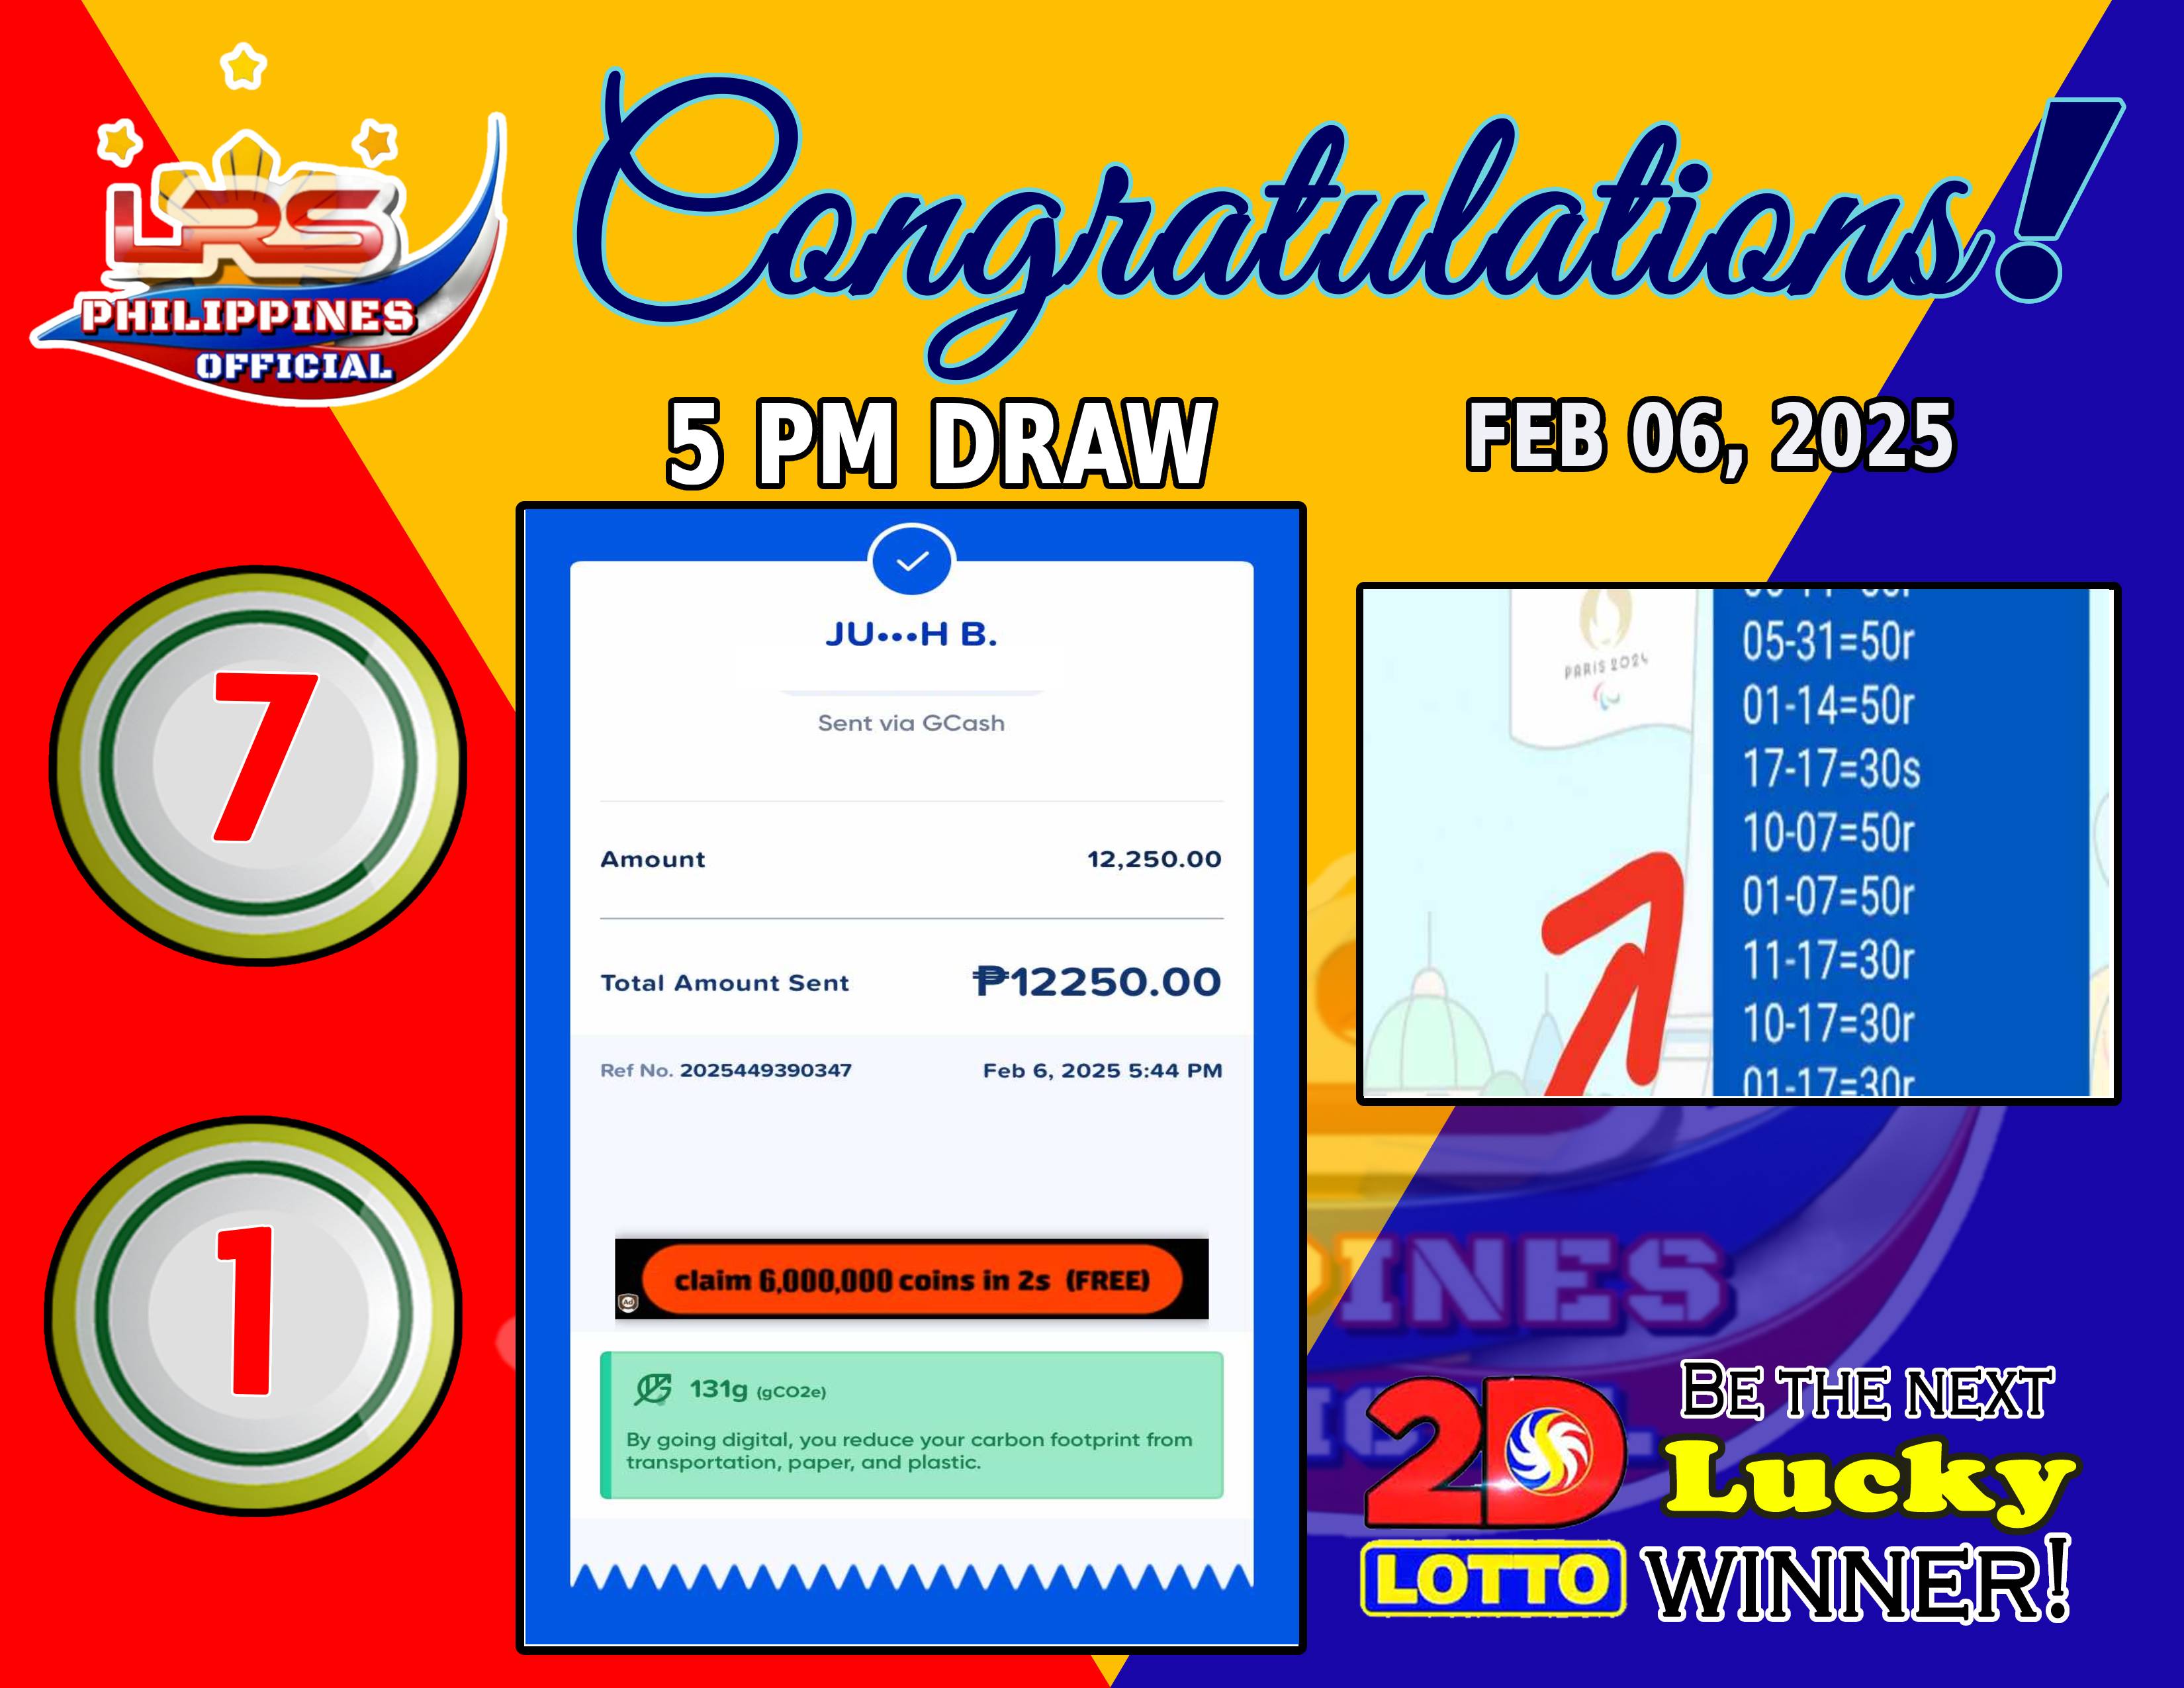 LRS
PHILIPPINES
OFFICIAL
Congratulations!
5 PM DRAW
FEB 06, 2025
7
1
JU•••H B.
Sent via GCash
Amount 12,250.00
Total Amount Sent ₱12250.00
Ref No. 2025449390347 Feb 6, 2025 5:44 PM
claim 6,000,000 coins in 2s (FREE)
Ad
131g (gCO2e)
By going digital, you reduce your carbon footprint from
transportation, paper, and plastic.
PARIS 2024
05-31=50r
01-14=50r
17-17=30s
10-07=50r
01-07=50r
11-17=30r
10-17=30r
01-17=30r
PINES
2D
LOTTO
BE THE NEXT
Lucky
WINNER!